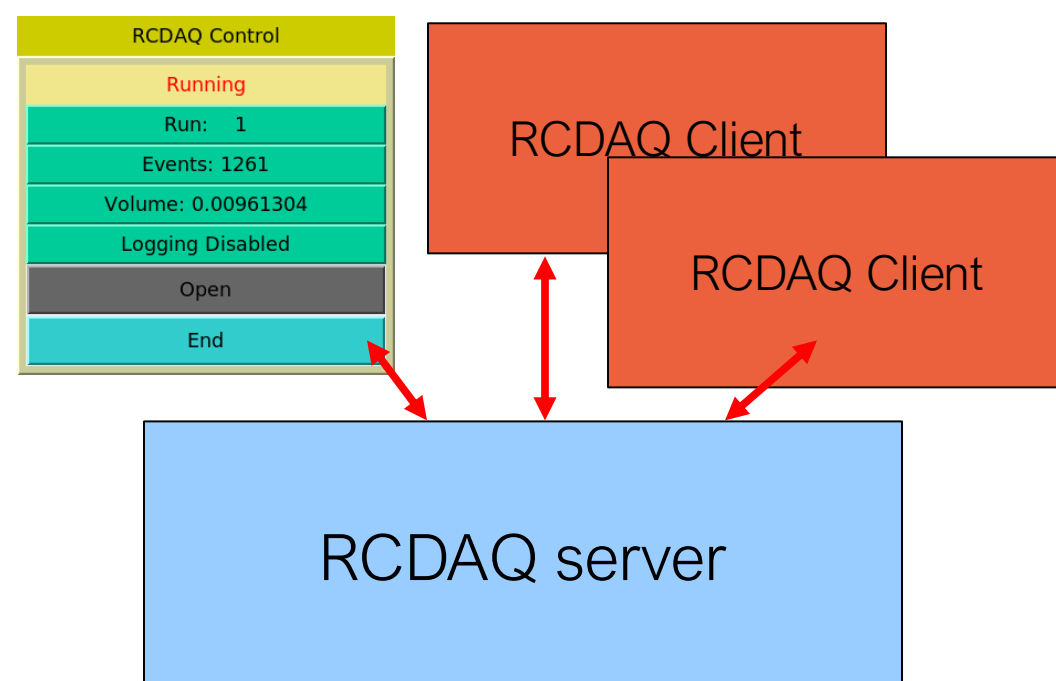 RCDAQ Control
Running
Run: 1
Events: 1261
Volume: 0.00961304
Logging Disabled
Open
End
RCDAQ Client
RCDAQ Client
RCDAQ server